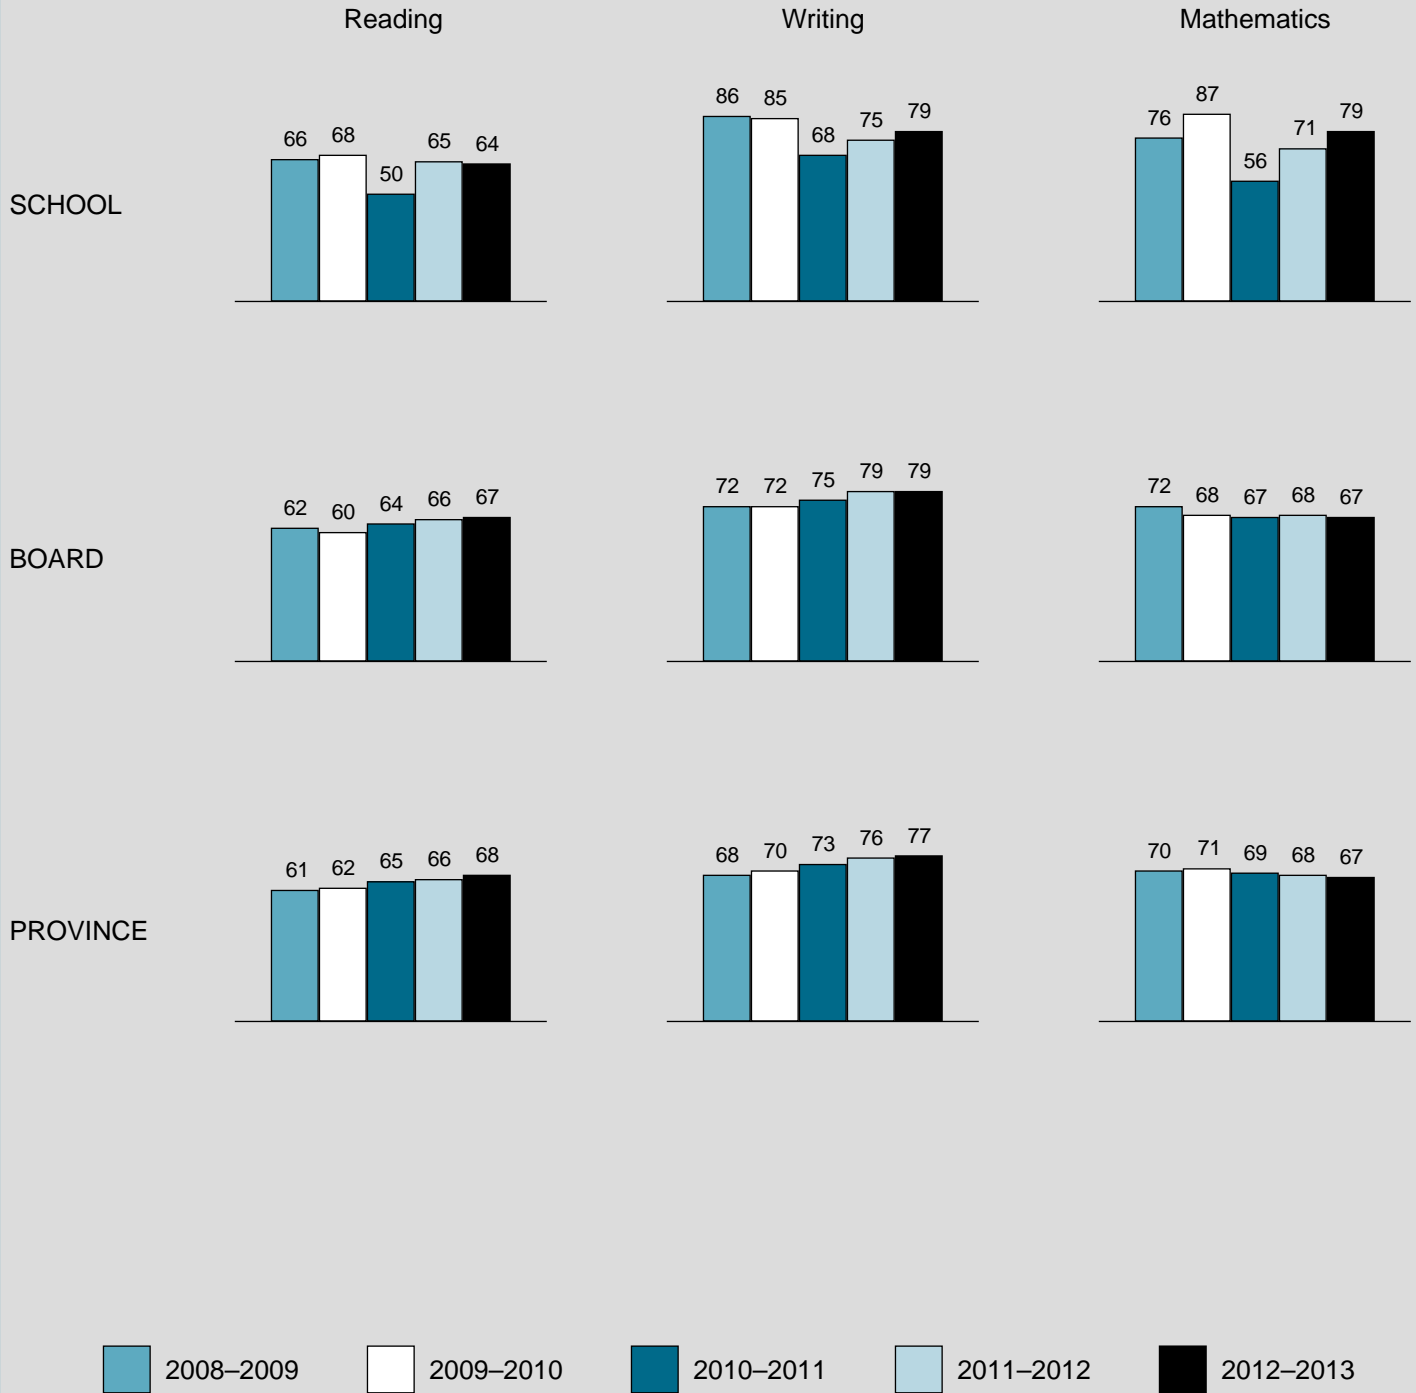 Reading Writing Mathematics
SCHOOL
66 68 50 65 64
86 85 68 75 79
76 87 56 71 79
BOARD
62 60 64 66 67
72 72 75 79 79
72 68 67 68 67
PROVINCE
61 62 65 66 68
68 70 73 76 77
70 71 69 68 67
2008–2009 2009–2010 2010–2011 2011–2012 2012–2013